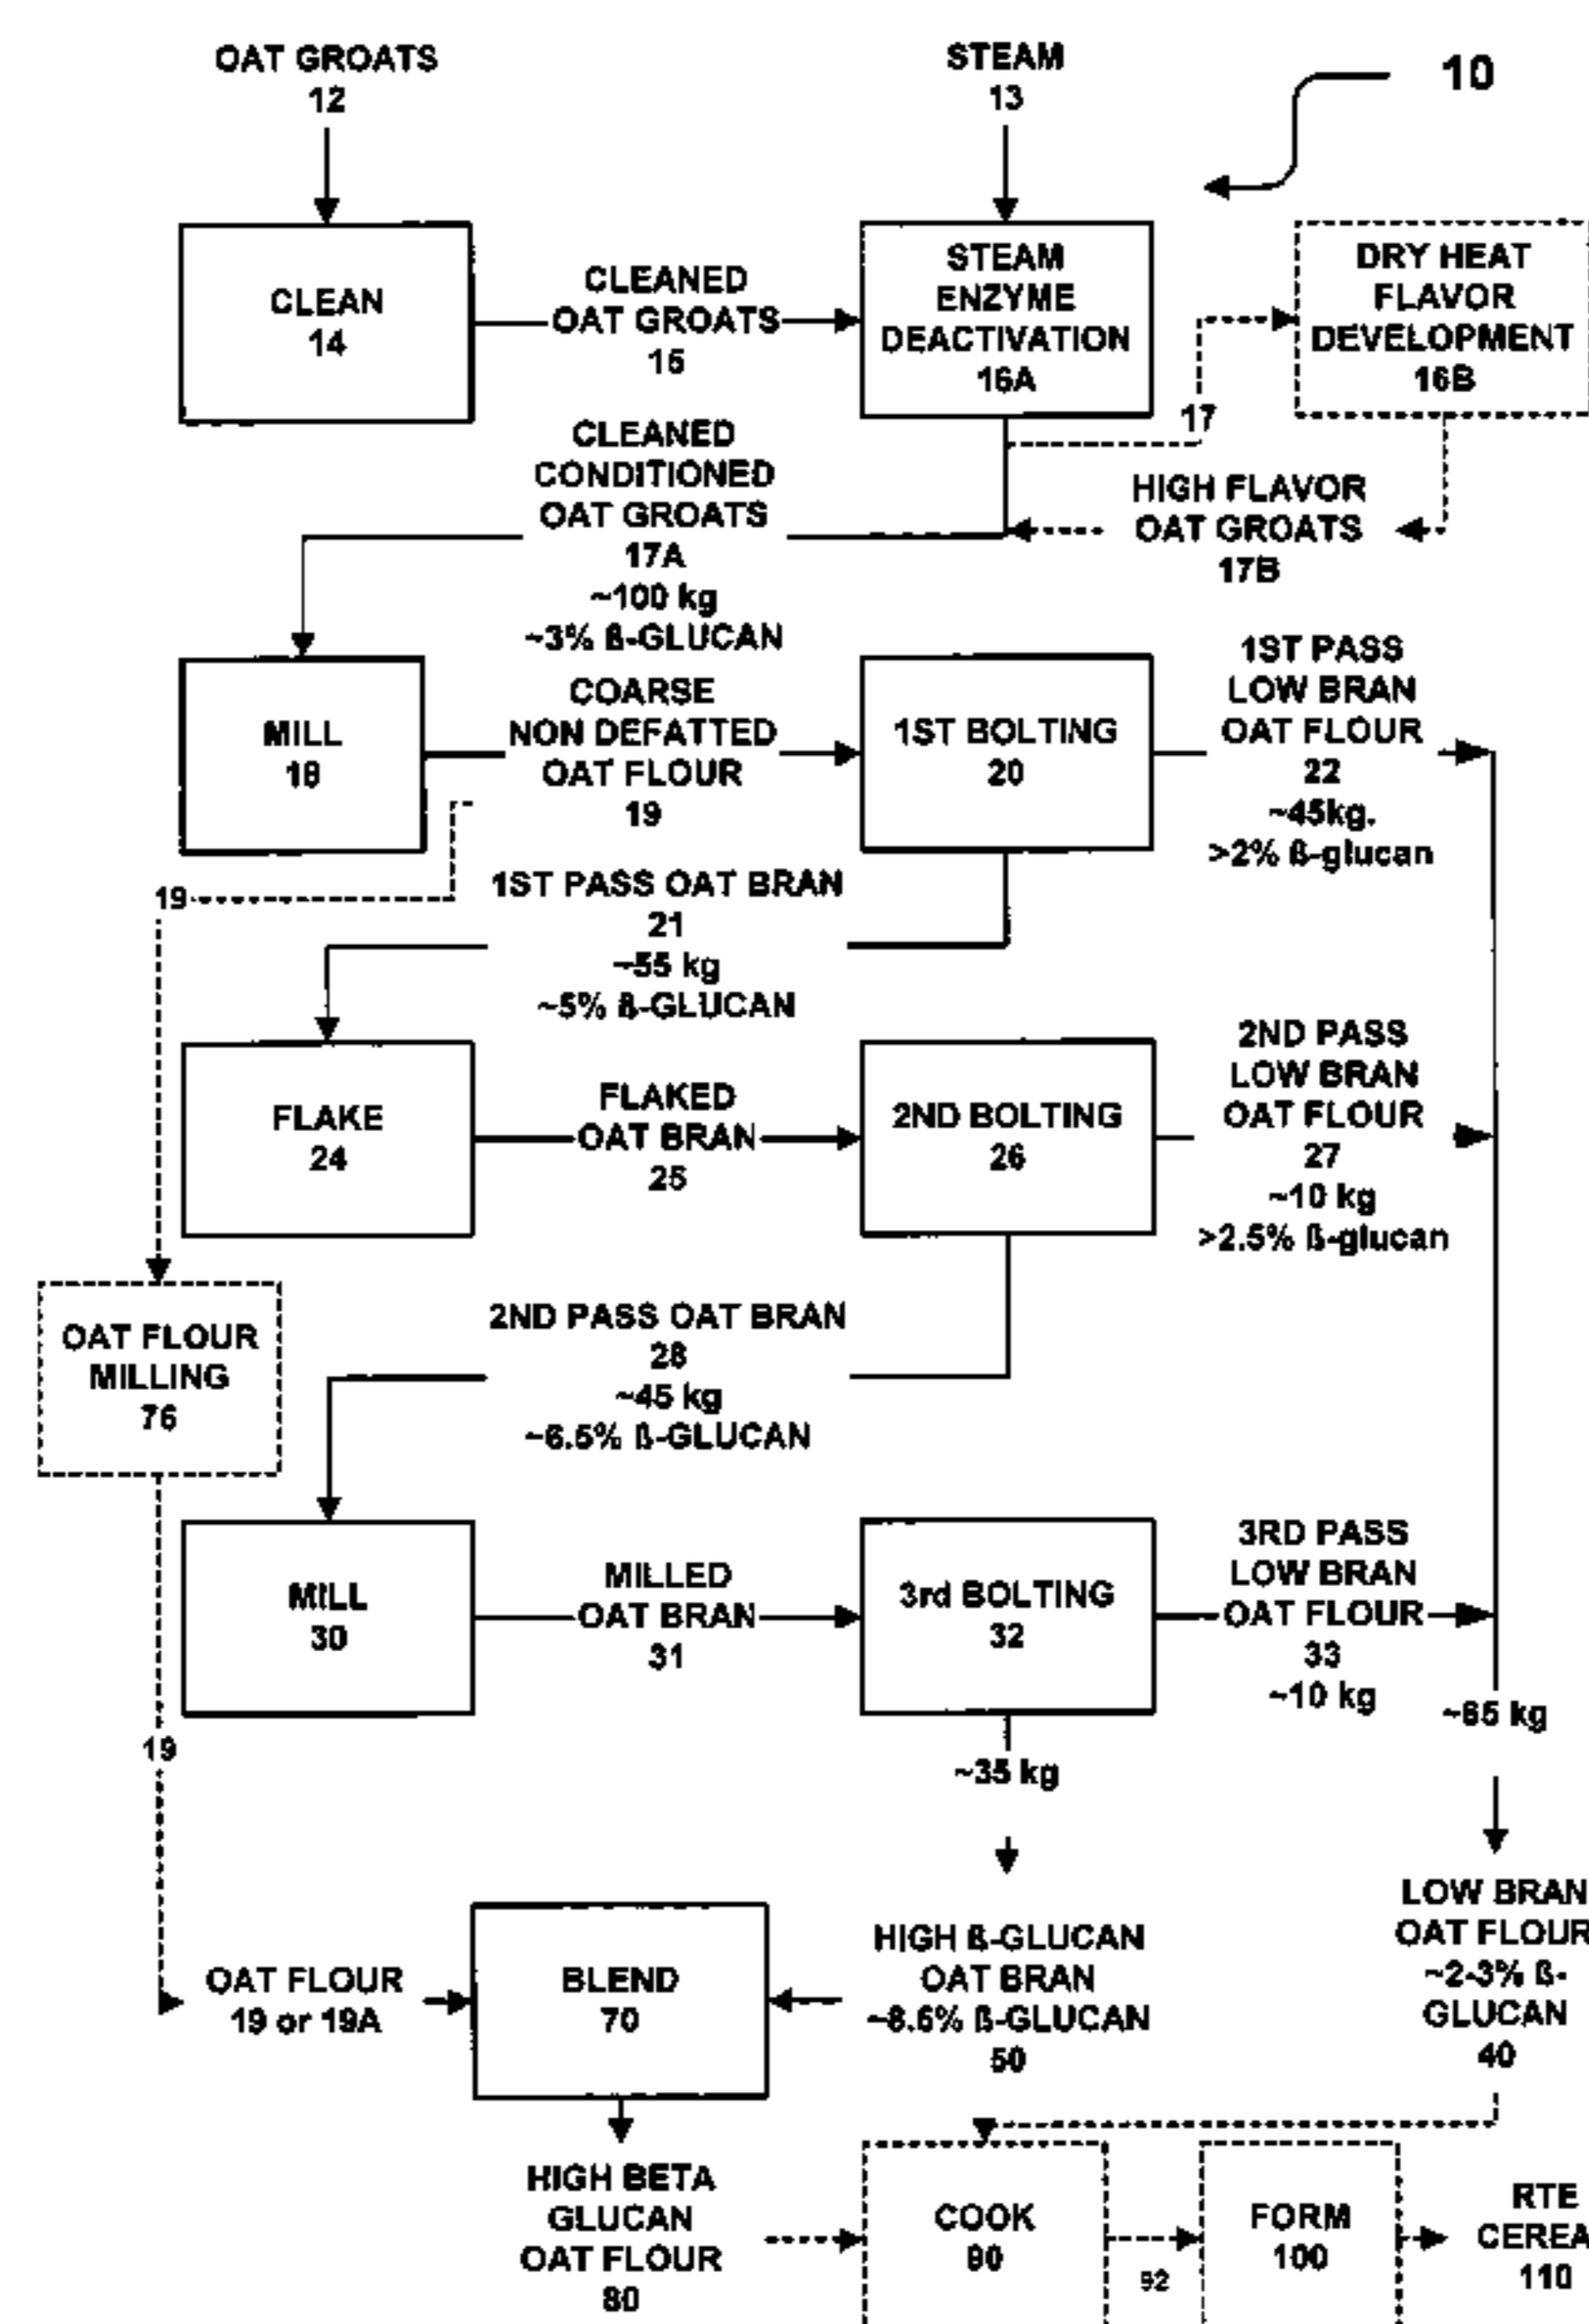 OAT GROATS
12
STEAM
13
10
CLEAN
14
CLEANED
OAT GROATS
15
STEAM
ENZYME
DEACTIVATION
16A
DRY HEAT
FLAVOR
DEVELOPMENT
16B
17
CLEANED
CONDITIONED
OAT GROATS
17A
~100 kg
~3% ß-GLUCAN
HIGH FLAVOR
OAT GROATS
17B
MILL
18
COARSE
NON DEFATTED
OAT FLOUR
19
1ST BOLTING
20
1ST PASS
LOW BRAN
OAT FLOUR
22
~45kg.
>2% ß-glucan
19
1ST PASS OAT BRAN
21
~55 kg
~5% ß-GLUCAN
FLAKE
24
FLAKED
OAT BRAN
25
2ND BOLTING
26
2ND PASS
LOW BRAN
OAT FLOUR
27
~10 kg
>2.5% ß-glucan
OAT FLOUR
MILLING
76
2ND PASS OAT BRAN
28
~45 kg
~6.5% ß-GLUCAN
MILL
30
MILLED
OAT BRAN
31
3rd BOLTING
32
3RD PASS
LOW BRAN
OAT FLOUR
33
~10 kg
~65 kg
19
~35 kg
OAT FLOUR
19 or 19A
BLEND
70
HIGH ß-GLUCAN
OAT BRAN
~8.5% ß-GLUCAN
50
LOW BRAN
OAT FLOUR
~2-3% ß-
GLUCAN
40
HIGH BETA
GLUCAN
OAT FLOUR
80
COOK
90
92
FORM
100
RTE
CEREA
110